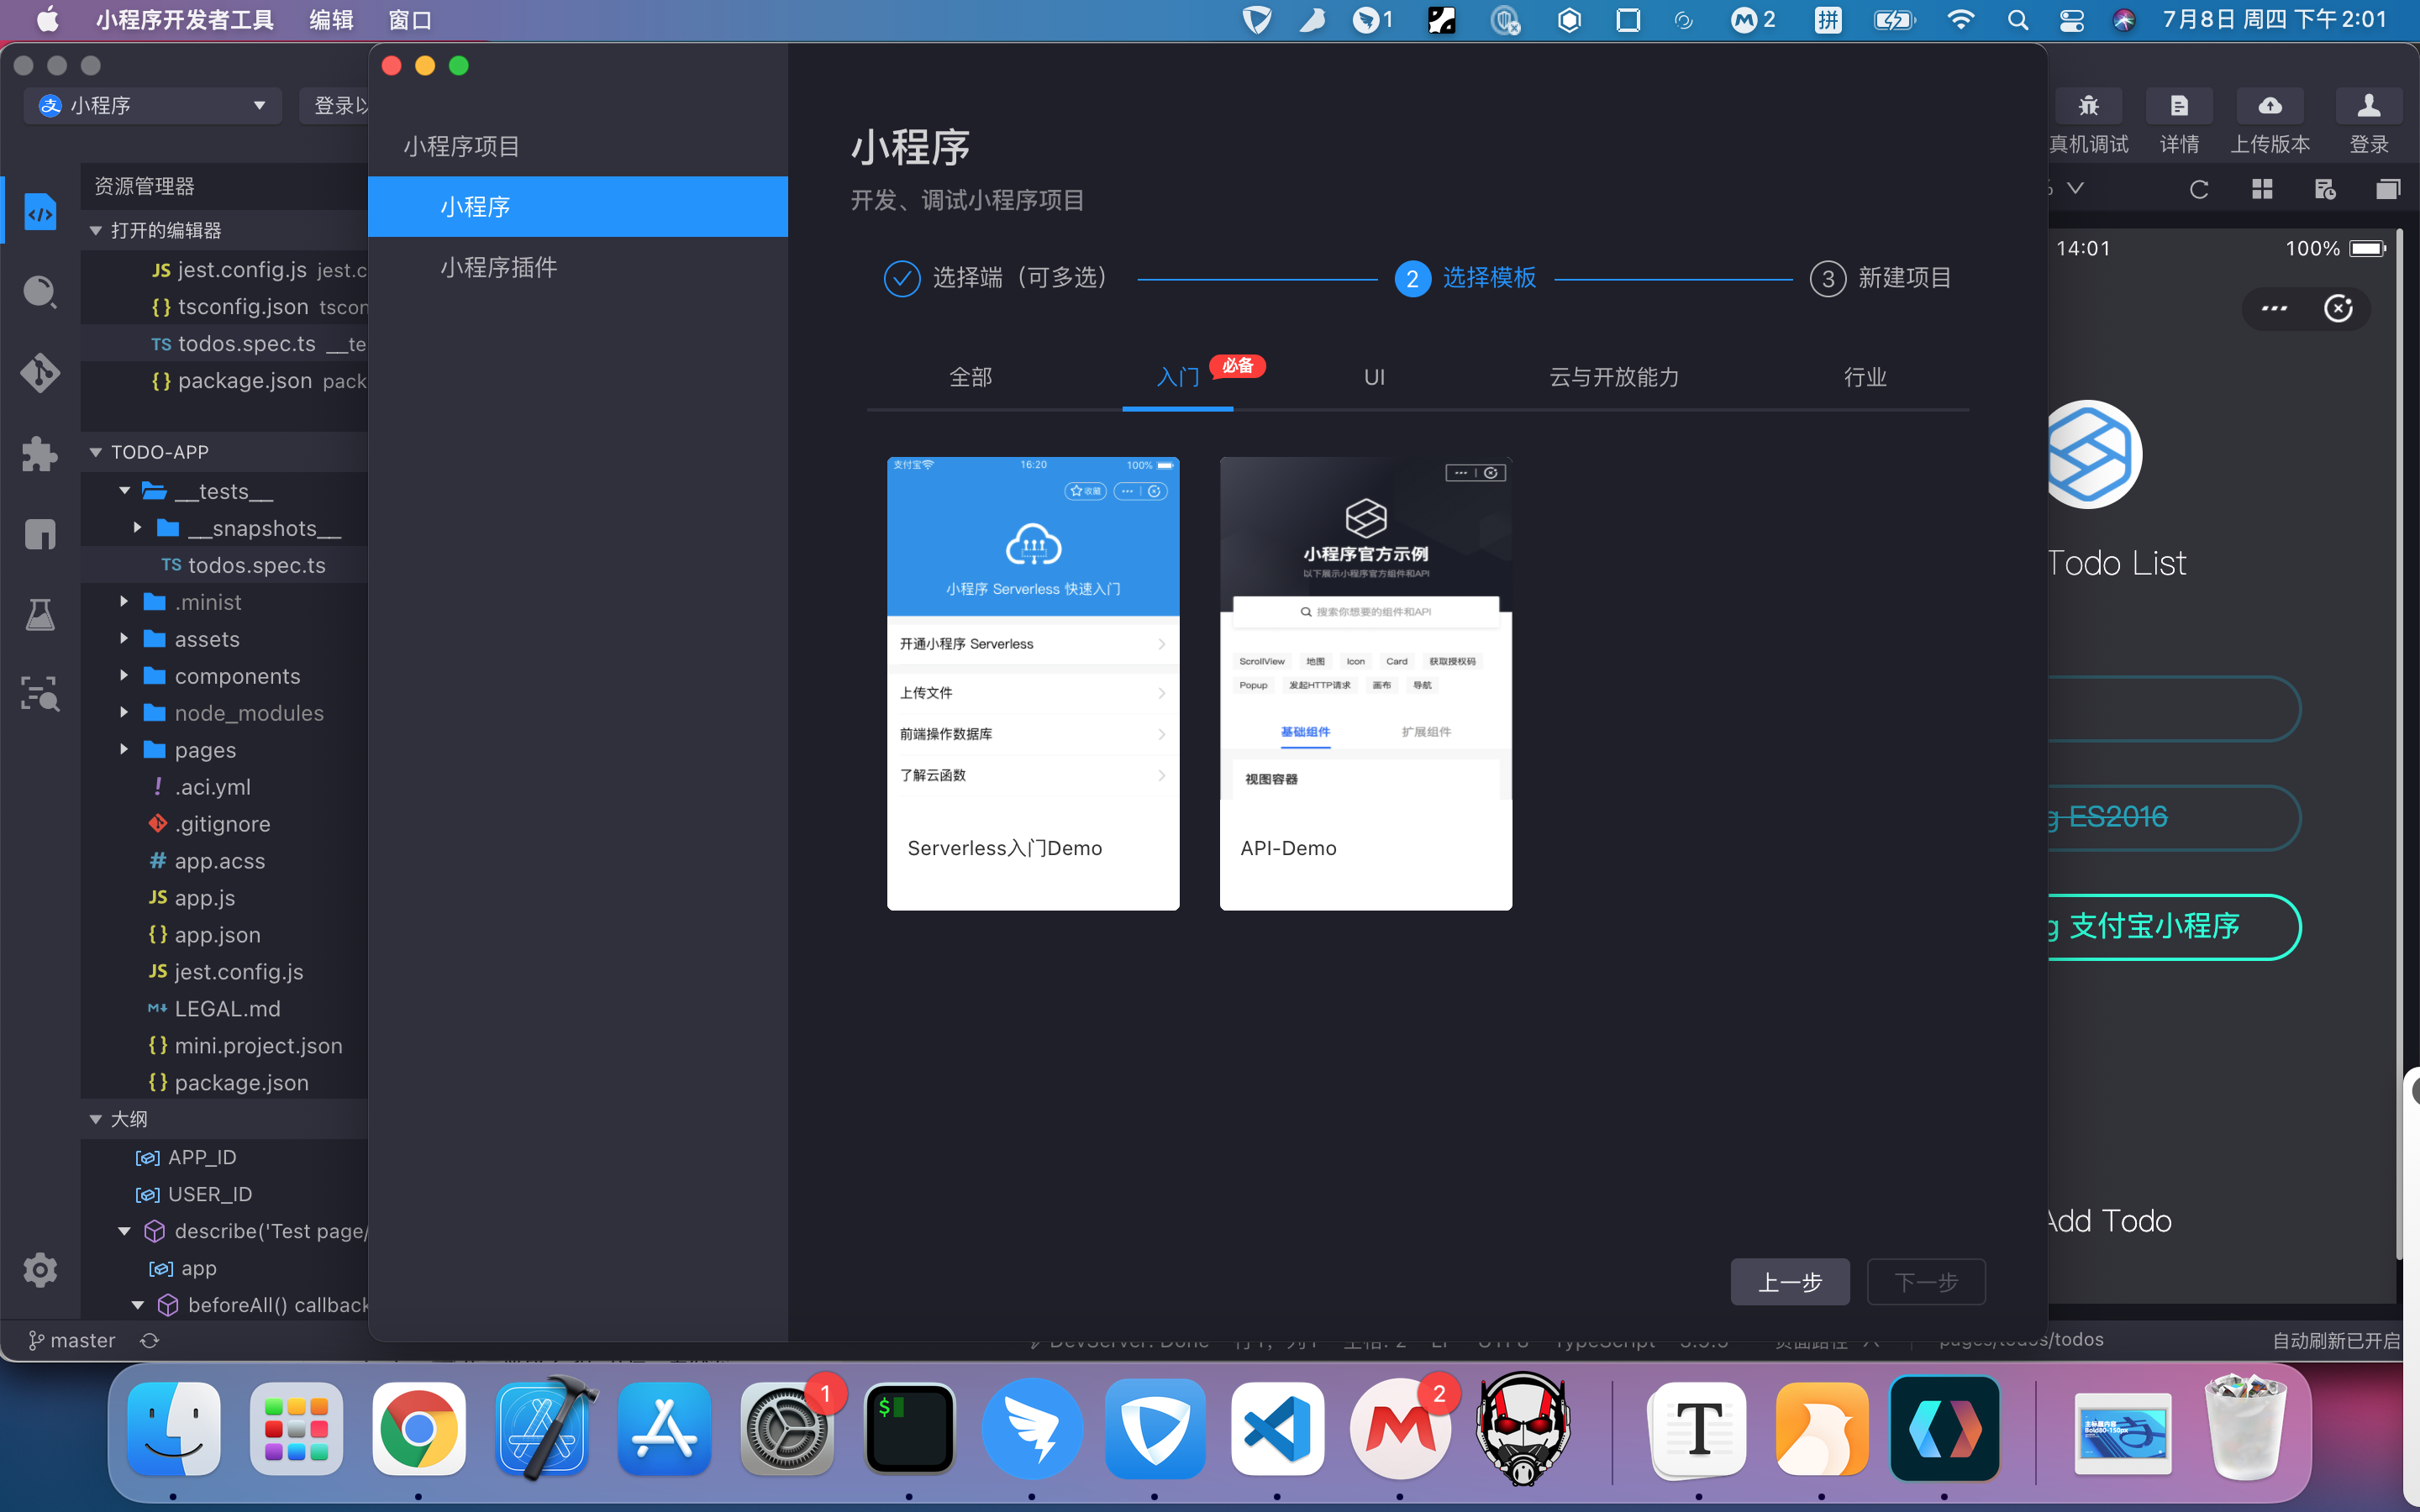 小程序开发者工具 编辑 窗口
1
2
拼
7月8日 周四 下午2:01
小程序
登录以
真机调试
详情
上传版本
登录
资源管理器
打开的编辑器
JS jest.config.js jest.c
{} tsconfig.json tscon
TS todos.spec.ts __te
{} package.json pack
TODO-APP
__tests__
__snapshots__
TS todos.spec.ts
.minist
assets
components
node_modules
pages
! .aci.yml
.gitignore
# app.acss
JS app.js
{} app.json
JS jest.config.js
M↓ LEGAL.md
{} mini.project.json
{} package.json
大纲
APP_ID
USER_ID
describe('Test page/
app
beforeAll() callback
master
小程序项目
小程序
小程序插件
小程序
开发、调试小程序项目
选择端（可多选）
2 选择模板
3 新建项目
全部
入门
必备
UI
云与开放能力
行业
支付宝
16:20
100%
收藏
小程序 Serverless 快速入门
开通小程序 Serverless
上传文件
前端操作数据库
了解云函数
Serverless入门Demo
小程序官方示例
以下展示小程序官方组件和API
搜索你想要的组件和API
ScrollView 地图 Icon Card 获取授权码
Popup 发起HTTP请求 画布 导航
基础组件
扩展组件
视图容器
API-Demo
上一步
下一步
14:01
100%
Todo List
g ES2016
g 支付宝小程序
Add Todo
pages/todos/todos
自动刷新已开启
1
$
2
T